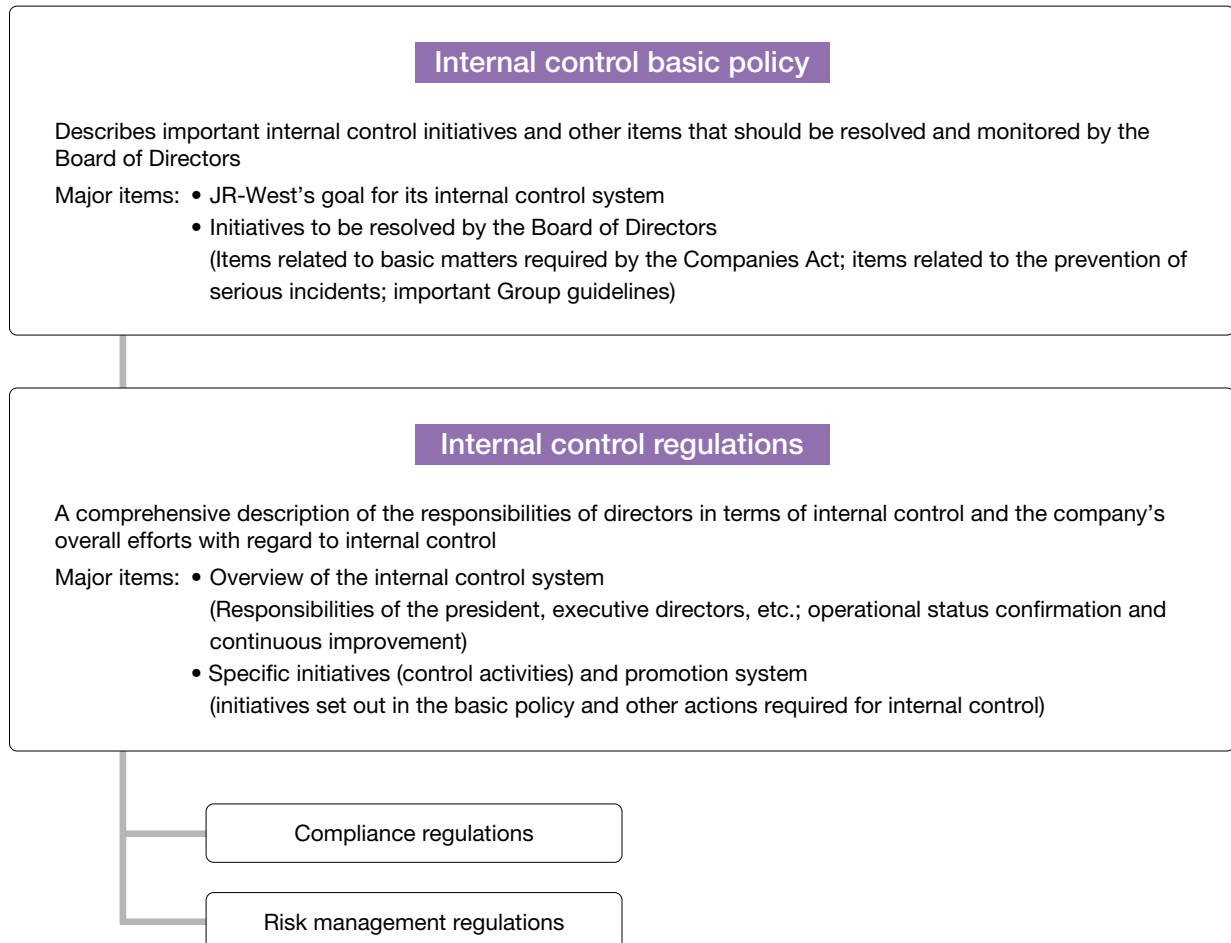 Internal control basic policy
Describes important internal control initiatives and other items that should be resolved and monitored by the
Board of Directors
Major items: • JR-West’s goal for its internal control system
• Initiatives to be resolved by the Board of Directors
(Items related to basic matters required by the Companies Act; items related to the prevention of
serious incidents; important Group guidelines)
Internal control regulations
A comprehensive description of the responsibilities of directors in terms of internal control and the company’s
overall efforts with regard to internal control
Major items: • Overview of the internal control system
(Responsibilities of the president, executive directors, etc.; operational status confirmation and
continuous improvement)
• Specific initiatives (control activities) and promotion system
(initiatives set out in the basic policy and other actions required for internal control)
Compliance regulations
Risk management regulations